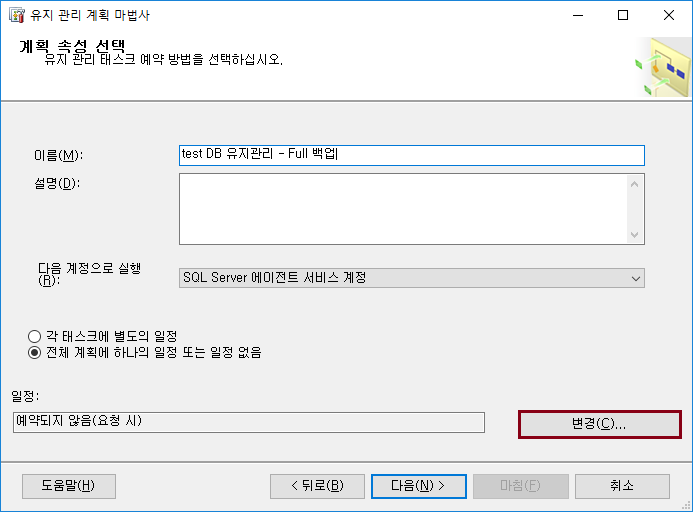 유지 관리 계획 마법사
계획 속성 선택
유지 관리 태스크 예약 방법을 선택하십시오.
이름(M):
test DB 유지관리 - Full 백업
설명(D):
다음 계정으로 실행
(R):
SQL Server 에이전트 서비스 계정
각 태스크에 별도의 일정
전체 계획에 하나의 일정 또는 일정 없음
일정:
예약되지 않음(요청 시)
변경(C)...
도움말(H)
< 뒤로(B)
다음(N) >
마침(F)
취소